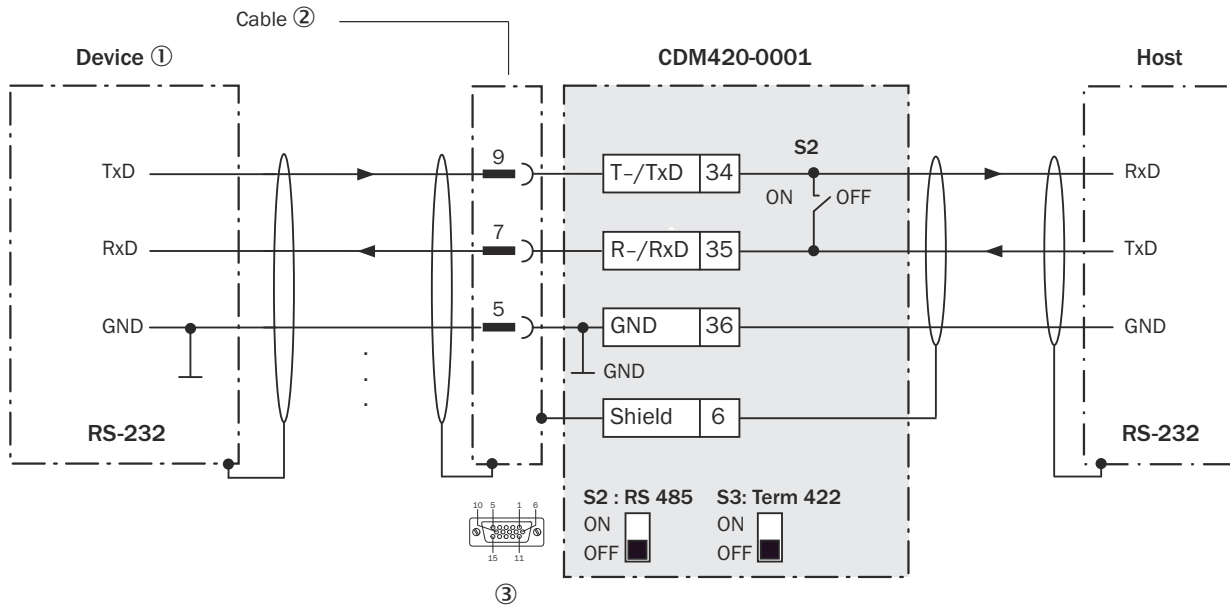 Cable ②
Device ①
CDM420-0001
Host
TxD
9
T–/TxD 34
S2
RxD
ON OFF
RxD
7
R–/RxD 35
TxD
GND
5
GND 36
GND
GND
Shield 6
RS-232
RS-232
S2 : RS 485 S3: Term 422
ON ON
OFF OFF
10 5 1 6
15 11
③